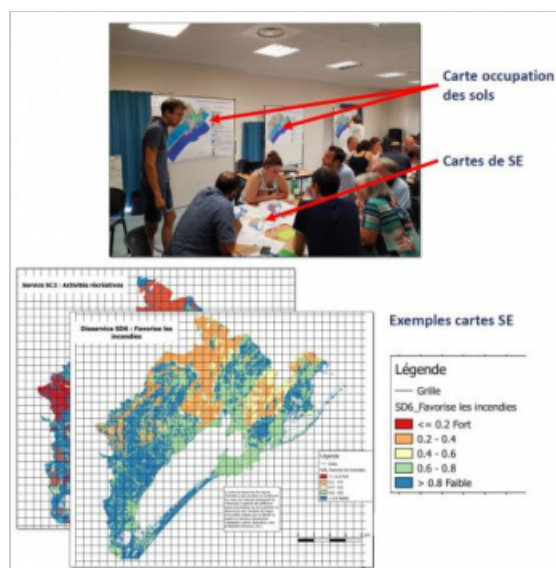 Carte occupation
des sols
Cartes de SE
Service SC2 - Activités récréatives
Disservice SD6 - Favorise les
incendies
Exemples cartes SE
Légende
Grille
SD6_Favorise les incendies
<= 0.2 Fort
0.2 - 0.4
0.4 - 0.6
0.6 - 0.8
> 0.8 Faible
Légende